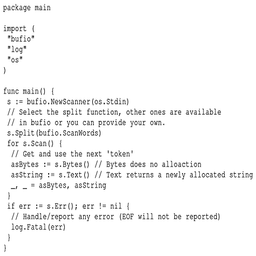 package main

import {
"bufio"
"log"
"os"
)

func main() {
s := bufio.NewScanner(os.Stdin)
// Select the split function, other ones are available
// in bufio or you can provide your own.
s.Split(bufio.ScanWords)
for s.Scan() {
// Get and use the next 'token'
asBytes := s.Bytes() // Bytes does no alloaction
asString := s.Text() // Text returns a newly allocated string
_, _ = asBytes, asString
}
if err := s.Err(); err != nil {
// Handle/report any error (EOF will not be reported)
log.Fatal(err)
}
}